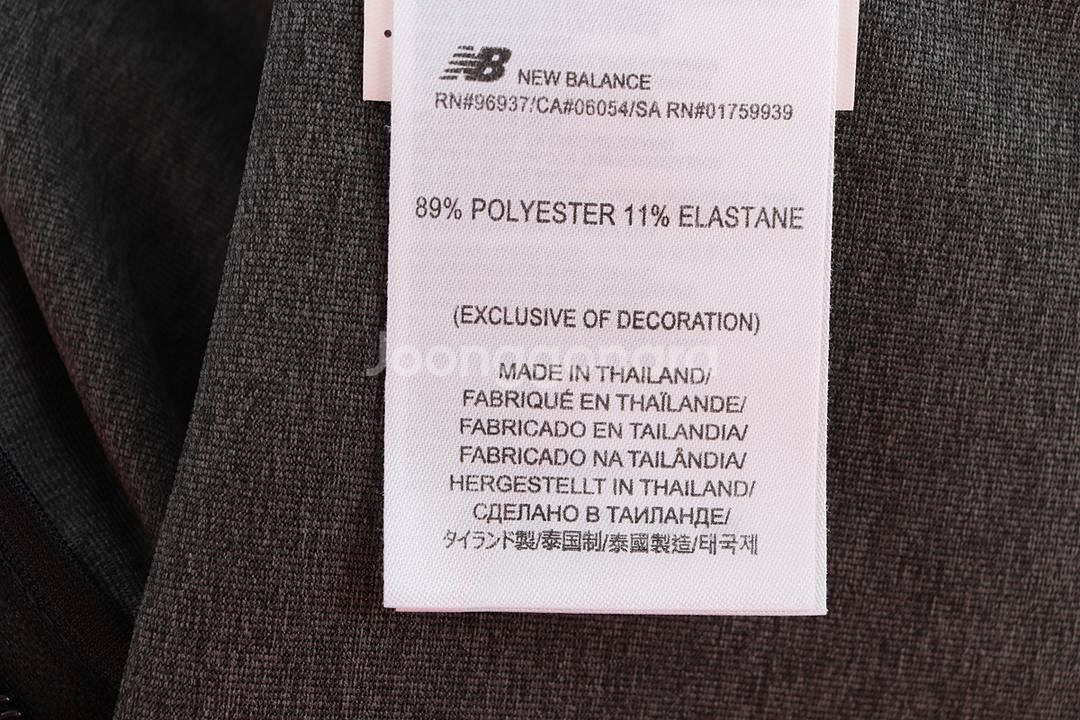 NB NEW BALANCE
RN#96937/CA#06054/SA RN#01759939
89% POLYESTER 11% ELASTANE
(EXCLUSIVE OF DECORATION)
Joonggonnara
MADE IN THAILAND/
FABRIQUÉ EN THAÏLANDE/
FABRICADO EN TAILANDIA/
FABRICADO NA TAILÂNDIA/
HERGESTELLT IN THAILAND/
СДЕЛАНО В ТАИЛАНДЕ/
タイランド製/泰国制/泰國製造/태국제